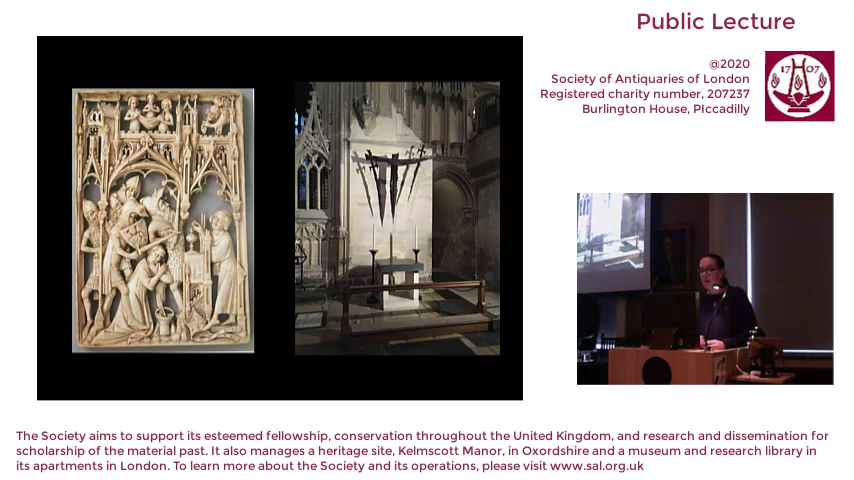 Public Lecture
@2020
Society of Antiquaries of London
Registered charity number, 207237
Burlington House, PIccadilly
17 07
The Society aims to support its esteemed fellowship, conservation throughout the United Kingdom, and research and dissemination for
scholarship of the material past. It also manages a heritage site, Kelmscott Manor, in Oxordshire and a museum and research library in
its apartments in London. To learn more about the Society and its operations, please visit www.sal.org.uk